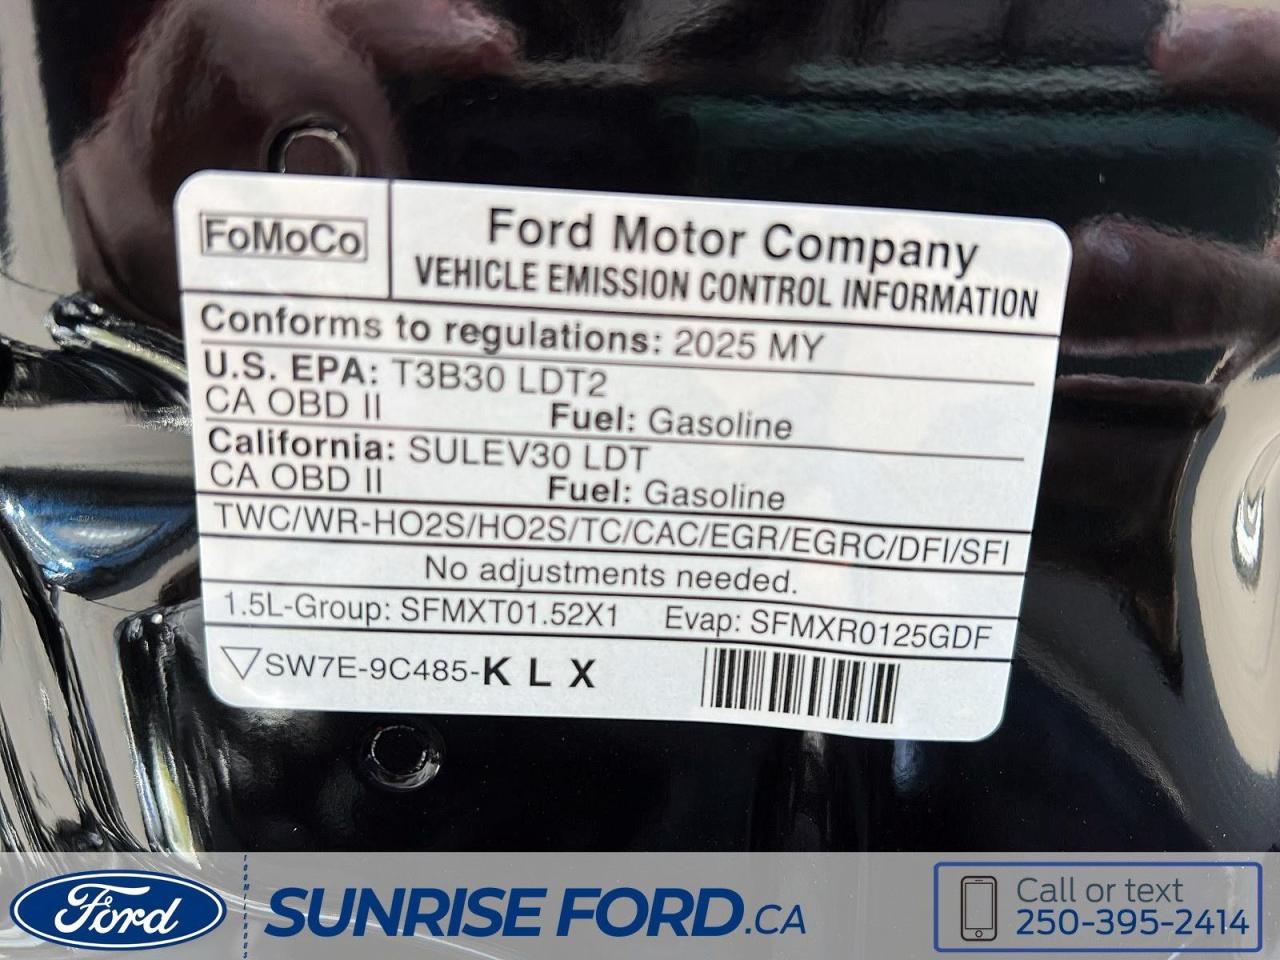 FoMoCo
Ford Motor Company
VEHICLE EMISSION CONTROL INFORMATION
Conforms to regulations: 2025 MY
U.S. EPA: T3B30 LDT2
CA OBD II Fuel: Gasoline
California: SULEV30 LDT
CA OBD II Fuel: Gasoline
TWC/WR-HO2S/HO2S/TC/CAC/EGR/EGRC/DFI/SFI
No adjustments needed.
1.5L-Group: SFMXT01.52X1 Evap: SFMXR0125GDF
SW7E-9C485-K L X
Ford
SUNRISE FORD.CA
Call or text
250-395-2414